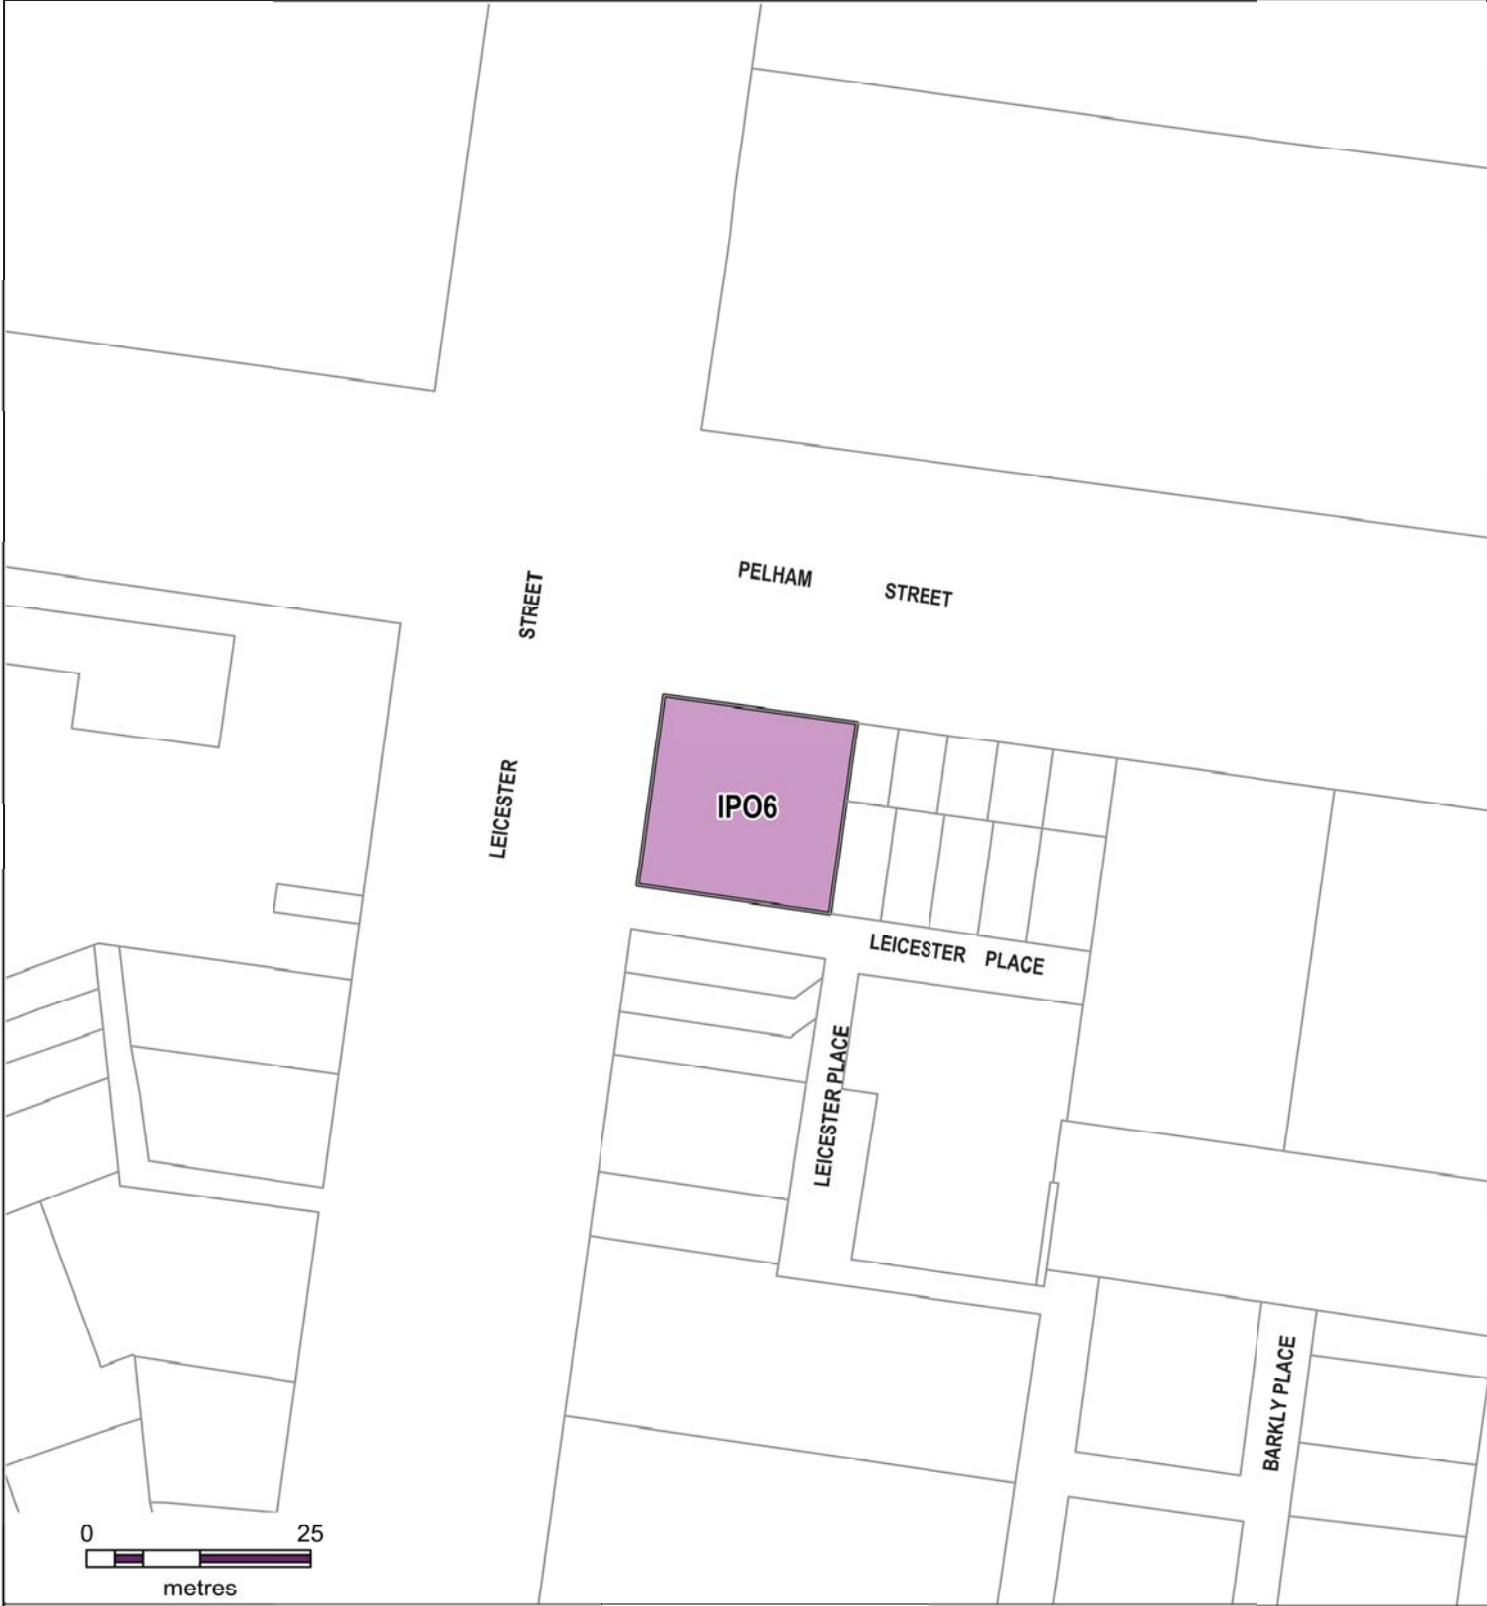 PELHAM STREET
STREET
LEICESTER
IPO6
LEICESTER PLACE
LEICESTER PLACE
BARKLY PLACE
0 25
metres